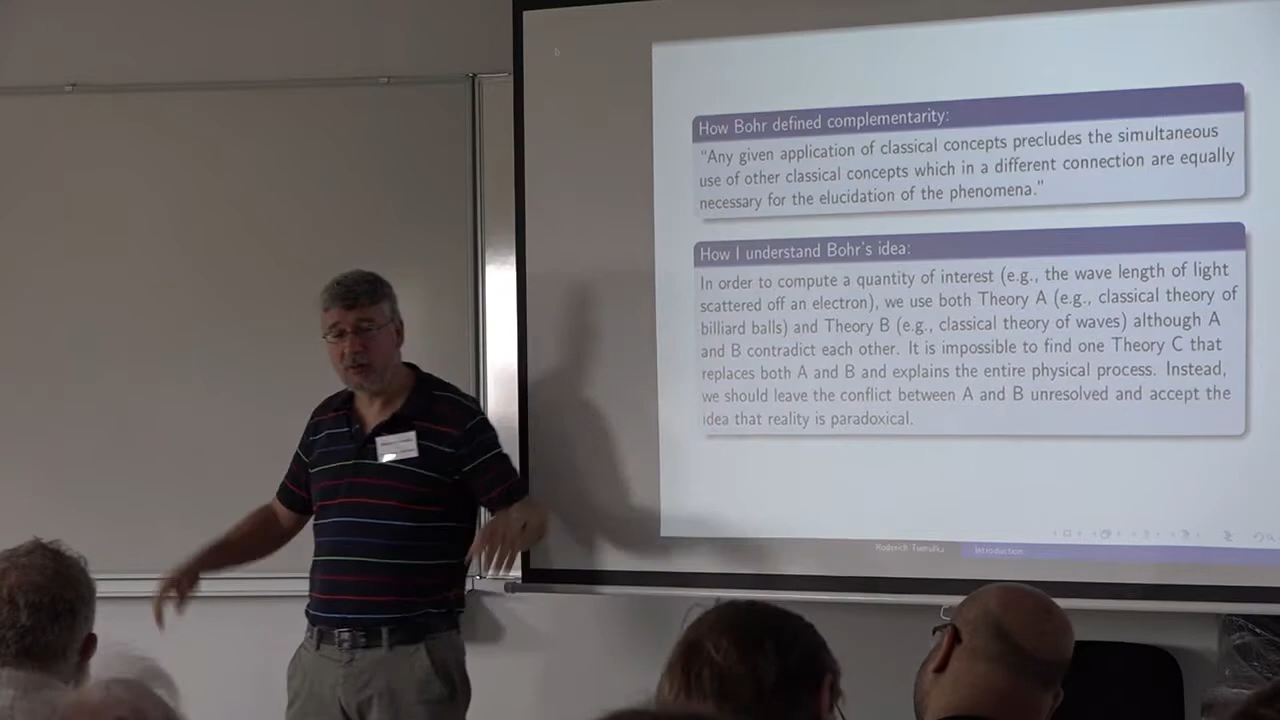 How Bohr defined complementarity:
“Any given application of classical concepts precludes the simultaneous
use of other classical concepts which in a different connection are equally
necessary for the elucidation of the phenomena.”
How I understand Bohr’s idea:
In order to compute a quantity of interest (e.g., the wave length of light
scattered off an electron), we use both Theory A (e.g., classical theory of
billiard balls) and Theory B (e.g., classical theory of waves) although A
and B contradict each other. It is impossible to find one Theory C that
replaces both A and B and explains the entire physical process. Instead,
we should leave the conflict between A and B unresolved and accept the
idea that reality is paradoxical.
Roderich Tumulka
Introduction